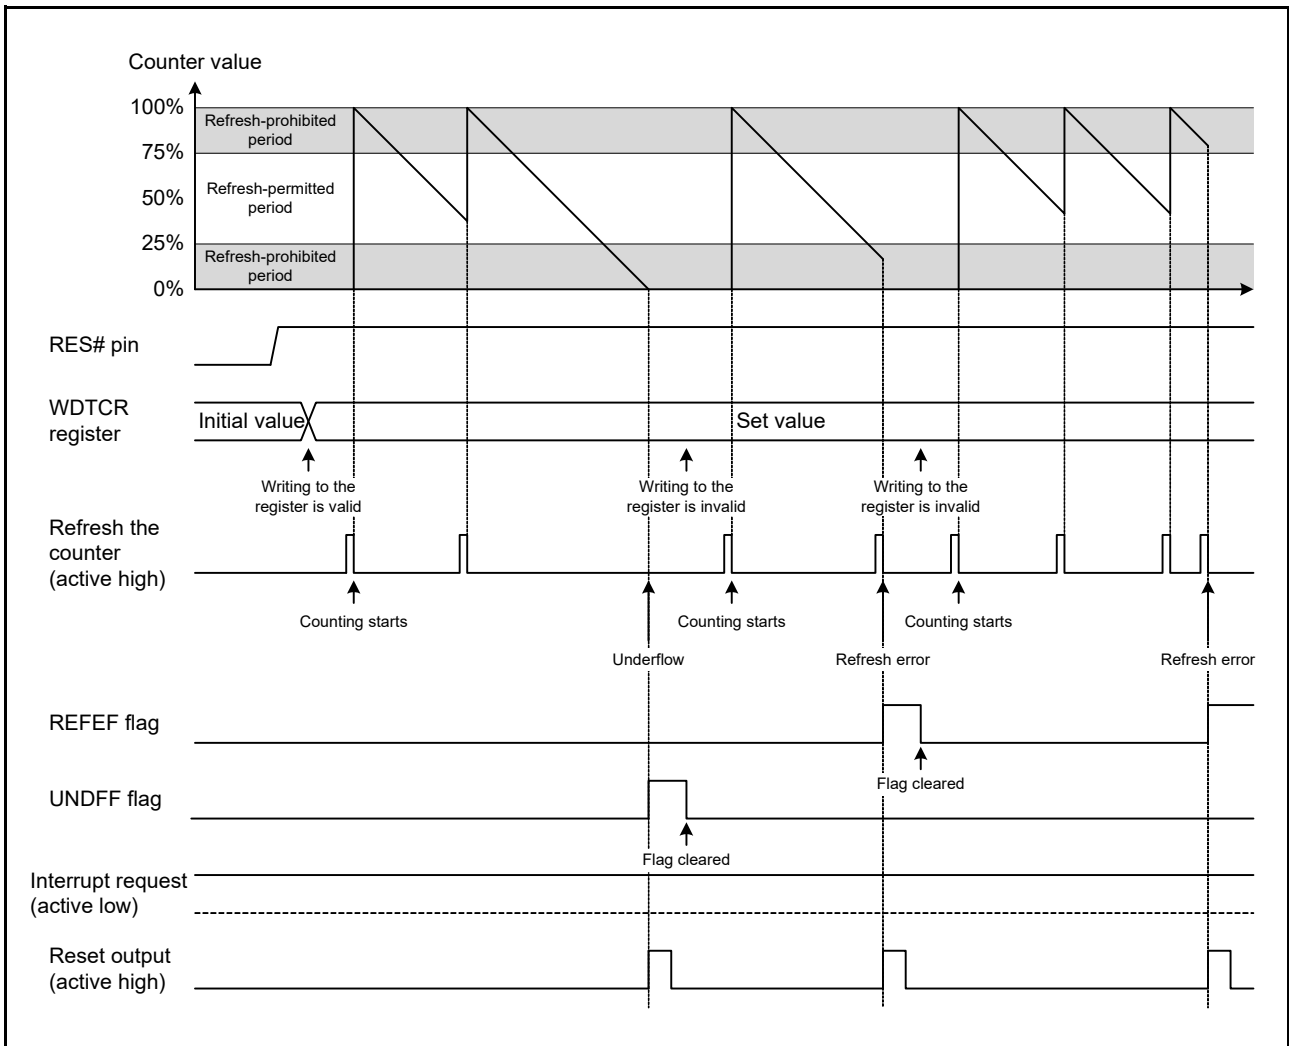 Counter value
100%
Refresh-prohibited
period
75%
Refresh-permitted
period
50%
25%
Refresh-prohibited
period
0%
RES# pin
WDTCR
register
Initial value
Set value
Writing to the
register is valid
Writing to the
register is invalid
Writing to the
register is invalid
Refresh the
counter
(active high)
Counting starts
Counting starts
Counting starts
Underflow
Refresh error
Refresh error
REFEF flag
Flag cleared
UNDFF flag
Flag cleared
Interrupt request
(active low)
Reset output
(active high)